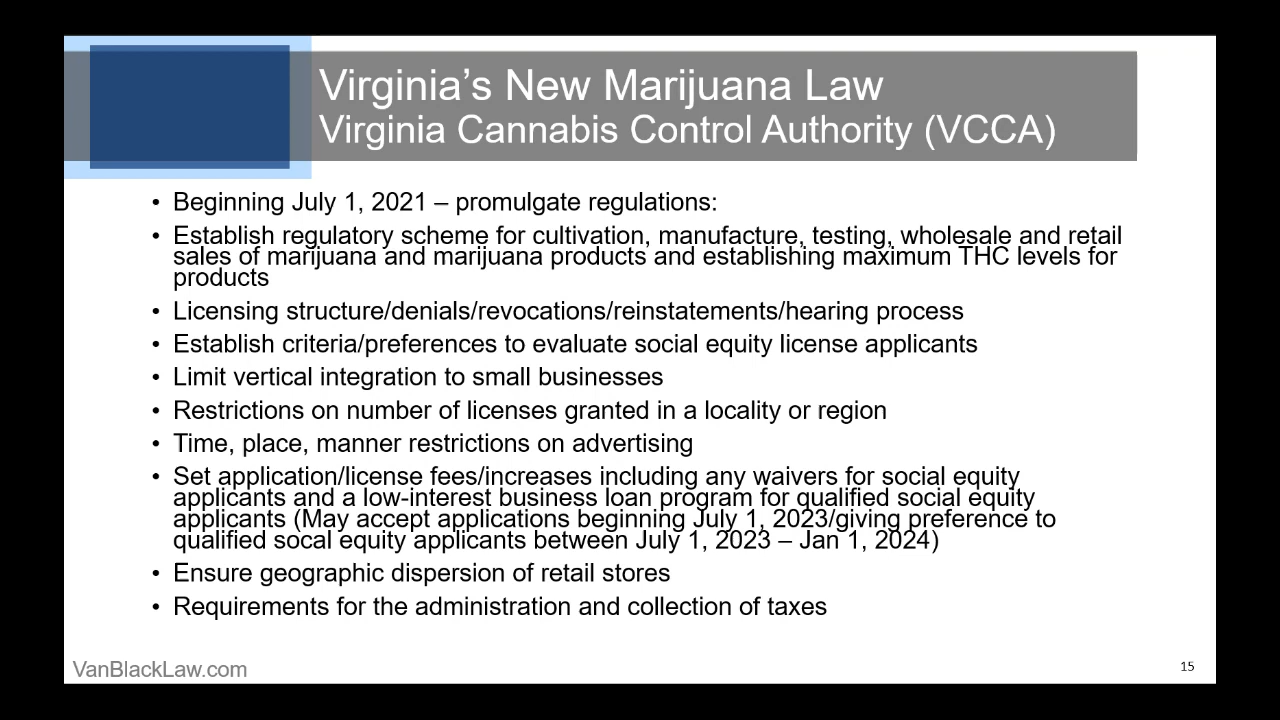 Virginia’s New Marijuana Law
Virginia Cannabis Control Authority (VCCA)
• Beginning July 1, 2021 – promulgate regulations:
• Establish regulatory scheme for cultivation, manufacture, testing, wholesale and retail
sales of marijuana and marijuana products and establishing maximum THC levels for
products
• Licensing structure/denials/revocations/reinstatements/hearing process
• Establish criteria/preferences to evaluate social equity license applicants
• Limit vertical integration to small businesses
• Restrictions on number of licenses granted in a locality or region
• Time, place, manner restrictions on advertising
• Set application/license fees/increases including any waivers for social equity
applicants and a low-interest business loan program for qualified social equity
applicants (May accept applications beginning July 1, 2023/giving preference to
qualified socal equity applicants between July 1, 2023 – Jan 1, 2024)
• Ensure geographic dispersion of retail stores
• Requirements for the administration and collection of taxes
VanBlackLaw.com
15